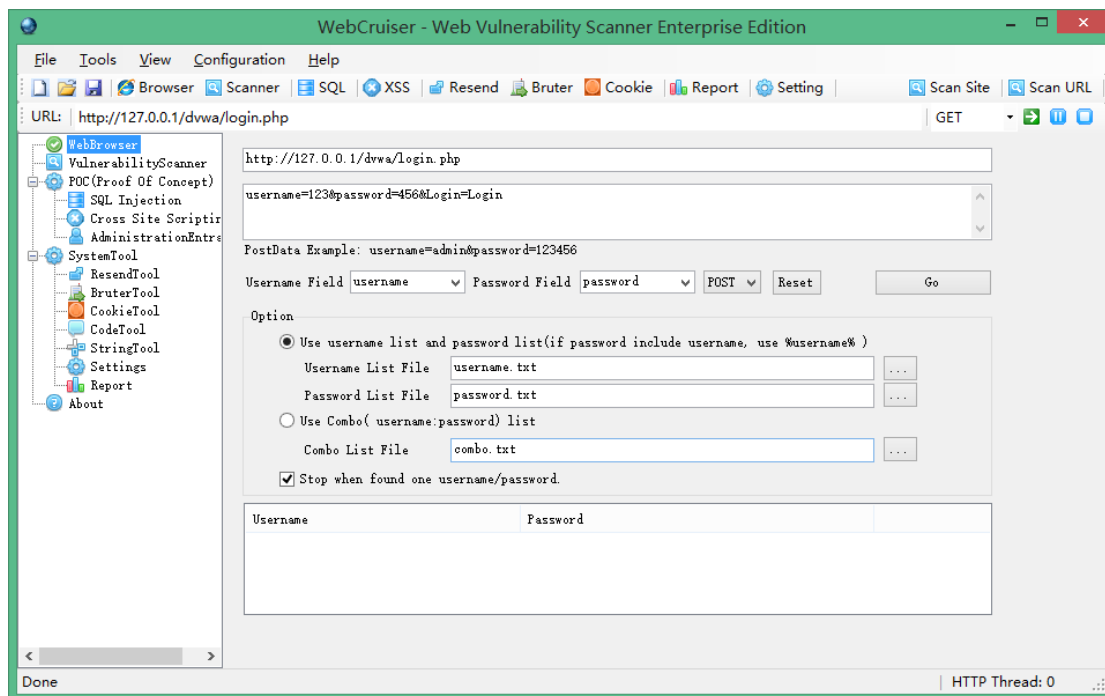 WebCruiser - Web Vulnerability Scanner Enterprise Edition
File Tools View Configuration Help
Browser Scanner SQL XSS Resend Bruter Cookie Report Setting Scan Site Scan URL
URL: http://127.0.0.1/dvwa/login.php GET
WebBrowser
VulnerabilityScanner
POC(Proof Of Concept)
SQL Injection
Cross Site Scriptin
AdministrationEntra
SystemTool
ResendTool
BruterTool
CookieTool
CodeTool
StringTool
Settings
Report
About
http://127.0.0.1/dvwa/login.php
username=123&password=456&Login=Login
PostData Example: username=admin&password=123456
Username Field username Password Field password POST Reset Go
Option
Use username list and password list(if password include username, use %username% )
Username List File username.txt ...
Password List File password.txt ...
Use Combo( username:password) list
Combo List File combo.txt ...
Stop when found one username/password.
Username Password
Done HTTP Thread: 0